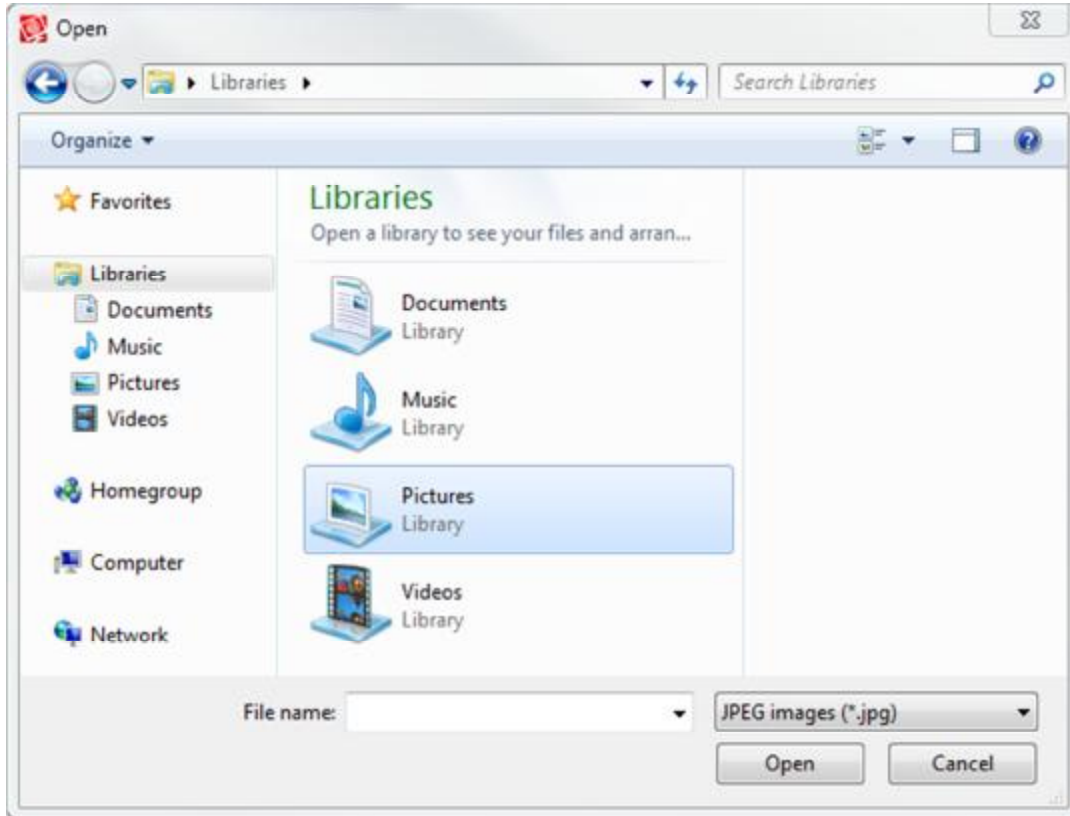 Open
Libraries
Search Libraries
Organize
Favorites
Libraries
Documents
Music
Pictures
Videos
Homegroup
Computer
Network
Libraries
Open a library to see your files and arran...
Documents
Library
Music
Library
Pictures
Library
Videos
Library
File name:
JPEG images (*.jpg)
Open
Cancel